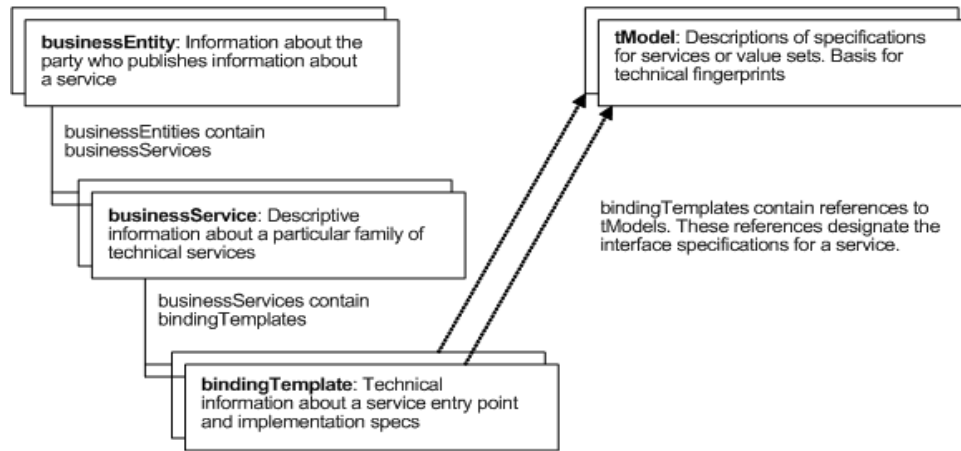 businessEntity: Information about the
party who publishes information about
a service
tModel: Descriptions of specifications
for services or value sets. Basis for
technical fingerprints
businessEntities contain
businessServices
businessService: Descriptive
information about a particular family of
technical services
bindingTemplates contain references to
tModels. These references designate the
interface specifications for a service.
businessServices contain
bindingTemplates
bindingTemplate: Technical
information about a service entry point
and implementation specs